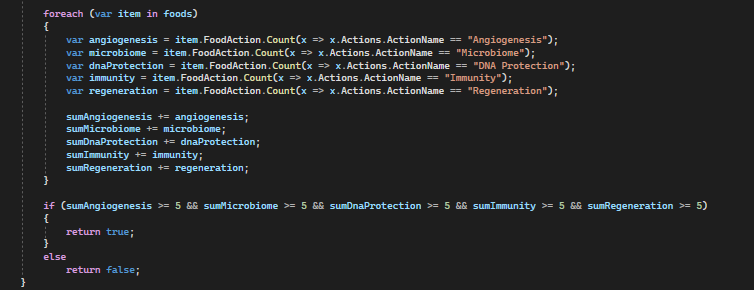 foreach (var item in foods)
{
var angiogenesis = item.FoodAction.Count(x => x.Actions.ActionName == "Angiogenesis");
var microbiome = item.FoodAction.Count(x => x.Actions.ActionName == "Microbiome");
var dnaProtection = item.FoodAction.Count(x => x.Actions.ActionName == "DNA Protection");
var immunity = item.FoodAction.Count(x => x.Actions.ActionName == "Immunity");
var regeneration = item.FoodAction.Count(x => x.Actions.ActionName == "Regeneration");
sumAngiogenesis += angiogenesis;
sumMicrobiome += microbiome;
sumDnaProtection += dnaProtection;
sumImmunity += immunity;
sumRegeneration += regeneration;
}
if (sumAngiogenesis >= 5 && sumMicrobiome >= 5 && sumDnaProtection >= 5 && sumImmunity >= 5 && sumRegeneration >= 5)
{
return true;
}
else
return false;
}